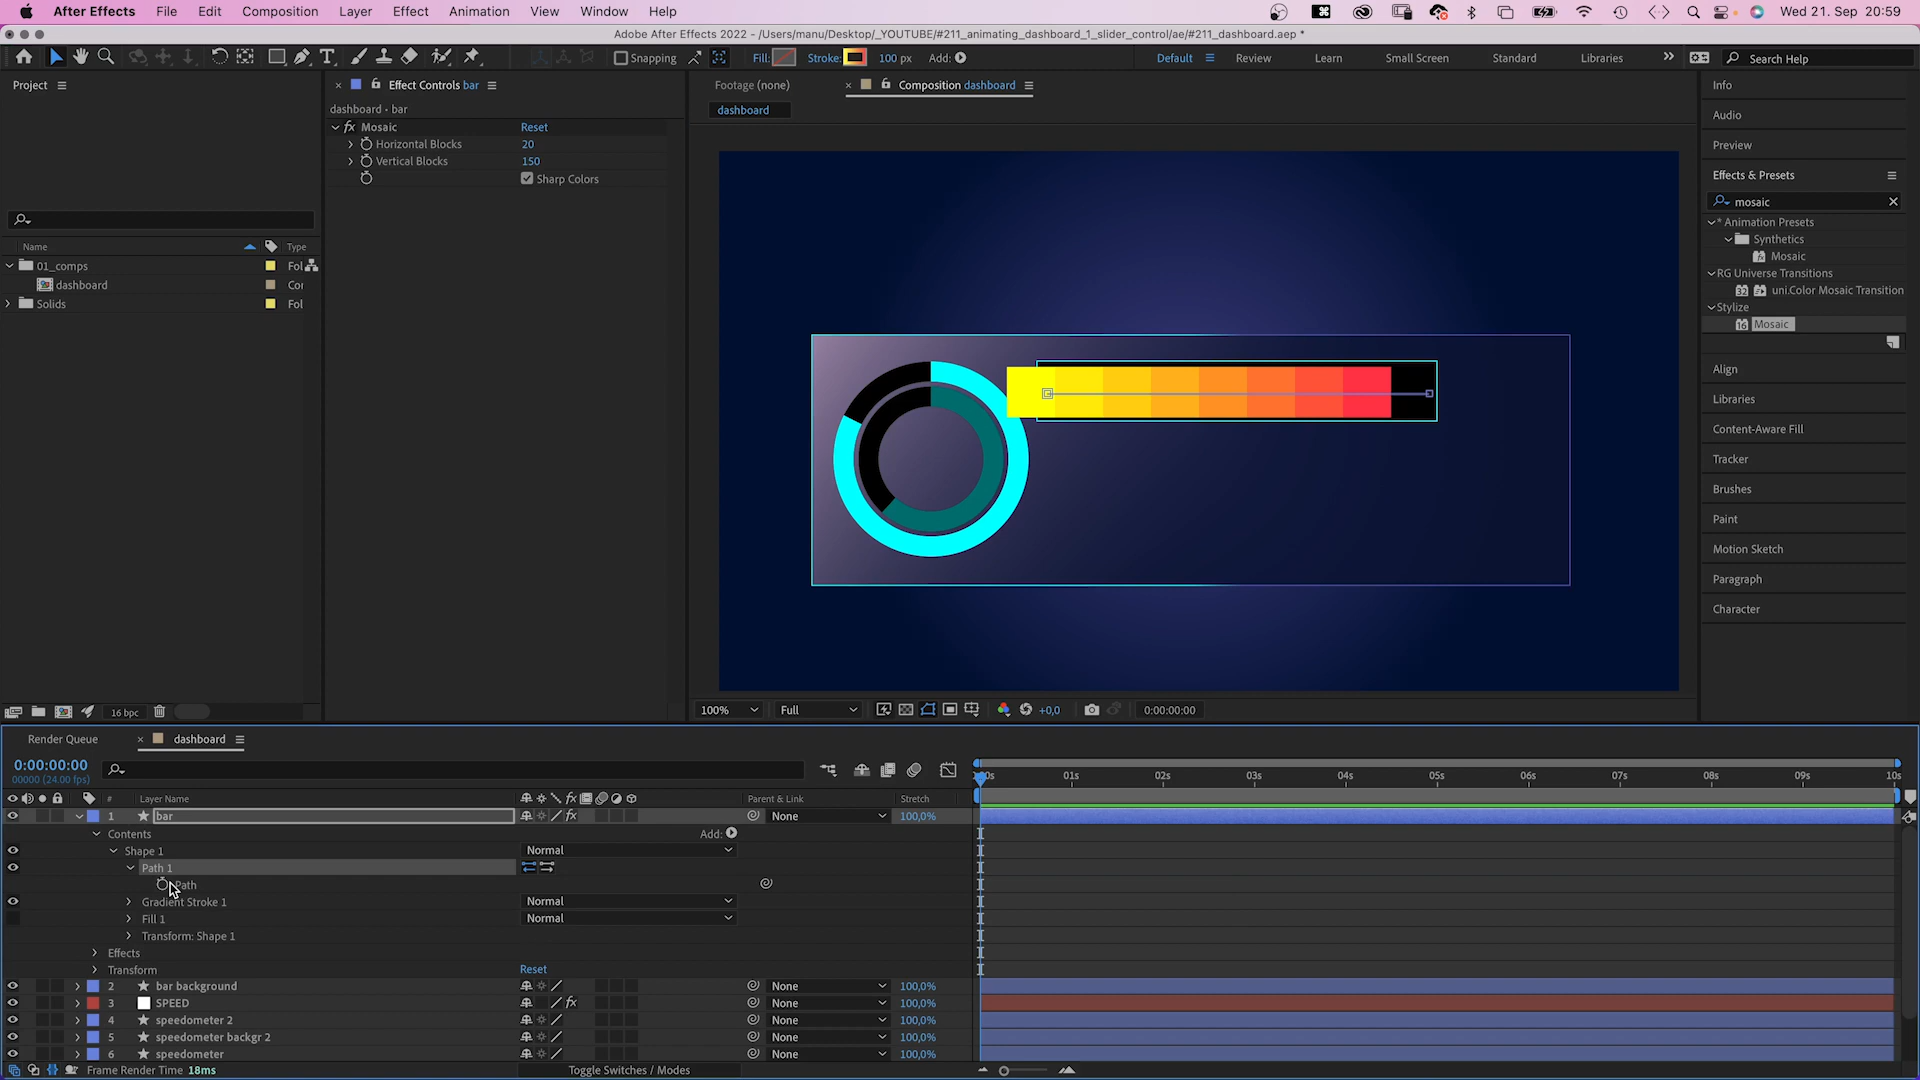 After Effects File Edit Composition Layer Effect Animation View Window Help Wed 21. Sep 20:59
Adobe After Effects 2022 - /Users/manu/Desktop/_YOUTUBE/#211_animating_dashboard_1_slider_control/ae/#211_dashboard.aep *
Snapping Fill: Stroke: 100 px Add: Default Review Learn Small Screen Standard Libraries Search Help
Project
Effect Controls bar
Footage (none)
Composition dashboard
Info
dashboard • bar
dashboard
Audio
fx Mosaic Reset
Horizontal Blocks 20
Vertical Blocks 150
Sharp Colors
Preview
Effects & Presets
mosaic
* Animation Presets
Synthetics
Mosaic
RG Universe Transitions
32 uni.Color Mosaic Transition
Stylize
16 Mosaic
Name Type
01_comps Fol
dashboard Cor
Solids Fol
Align
Libraries
Content-Aware Fill
Tracker
Brushes
Paint
Motion Sketch
Paragraph
Character
16 bpc
100% Full +0,0 0:00:00:00
Render Queue dashboard
0:00:00:00
00000 (24.00 fps)
01s 02s 03s 04s 05s 06s 07s 08s 09s 10s
# Layer Name fx Parent & Link Stretch
1 bar fx None 100,0%
Contents Add:
Shape 1 Normal
Path 1
Path
Gradient Stroke 1 Normal
Fill 1 Normal
Transform: Shape 1
Effects
Transform Reset
2 bar background None 100,0%
3 SPEED fx None 100,0%
4 speedometer 2 None 100,0%
5 speedometer backgr 2 None 100,0%
6 speedometer None 100,0%
Frame Render Time 18ms Toggle Switches / Modes